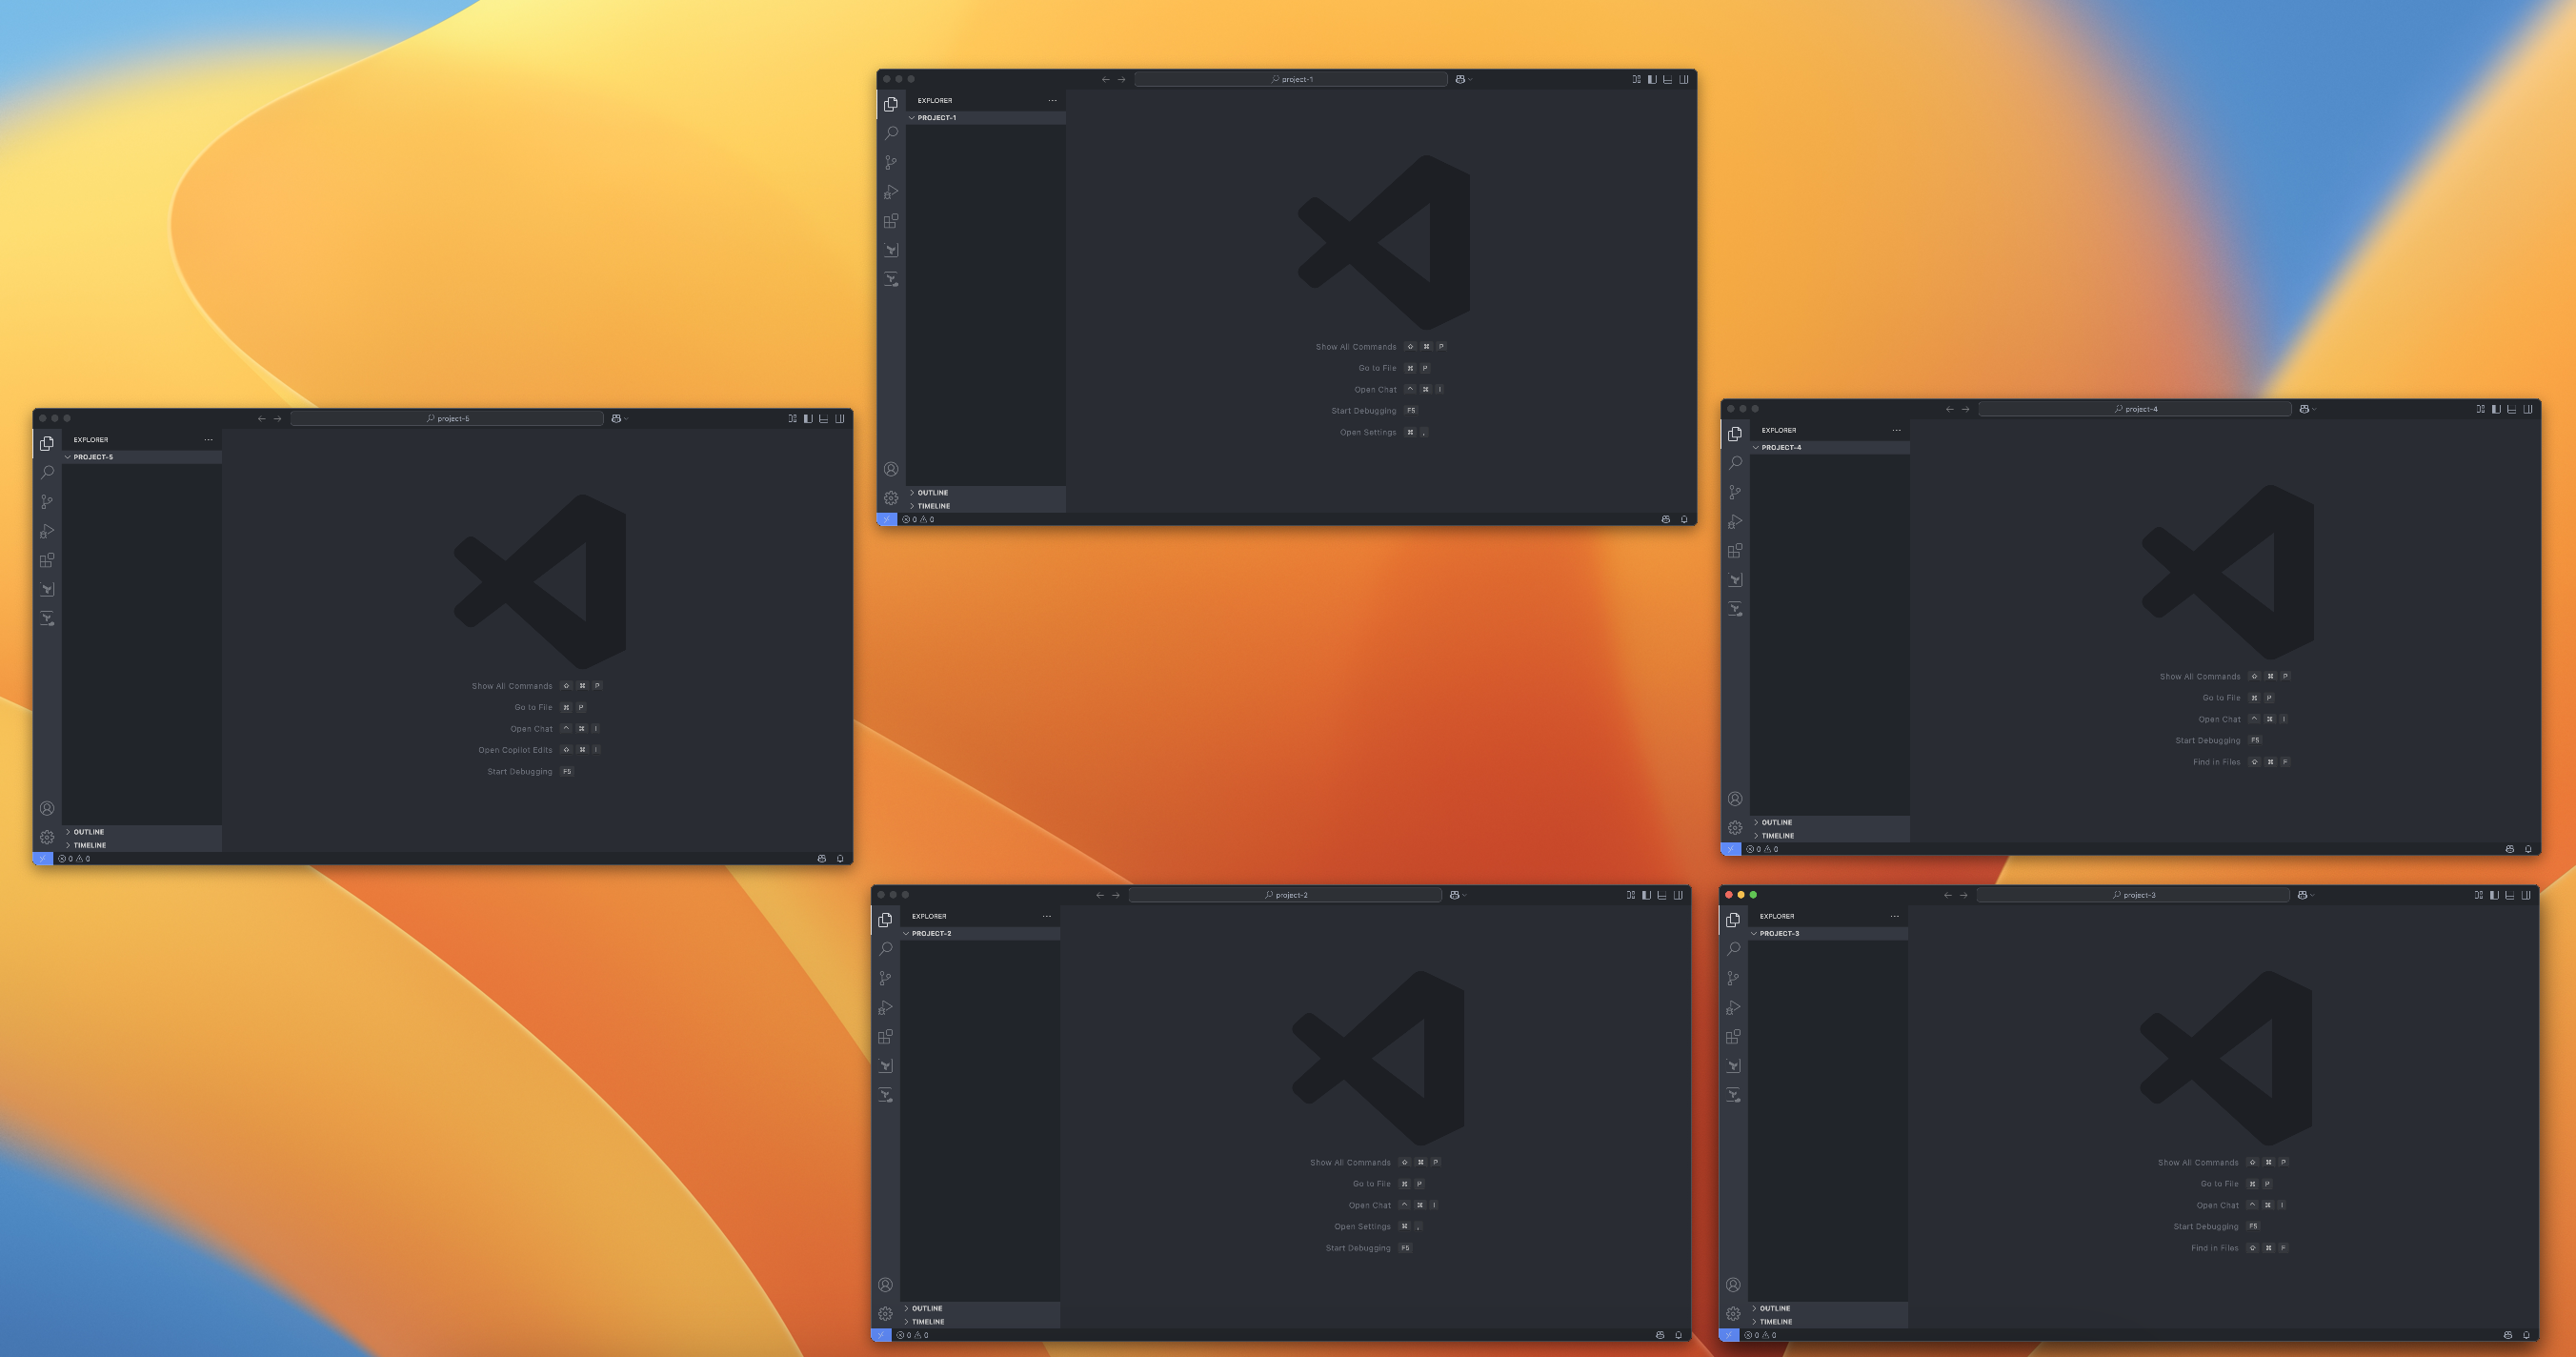 project-1
EXPLORER
PROJECT-1
Show All Commands ⇧ ⌘ P
Go to File ⌘ P
Open Chat ^ ⌘ I
Start Debugging F5
Open Settings ⌘ ,
OUTLINE
TIMELINE
0 0
project-5
EXPLORER
PROJECT-5
Show All Commands ⇧ ⌘ P
Go to File ⌘ P
Open Chat ^ ⌘ I
Open Copilot Edits ⇧ ⌘ I
Start Debugging F5
OUTLINE
TIMELINE
0 0
project-4
EXPLORER
PROJECT-4
Show All Commands ⇧ ⌘ P
Go to File ⌘ P
Open Chat ^ ⌘ I
Start Debugging F5
Find in Files ⇧ ⌘ F
OUTLINE
TIMELINE
0 0
project-2
EXPLORER
PROJECT-2
Show All Commands ⇧ ⌘ P
Go to File ⌘ P
Open Chat ^ ⌘ I
Open Settings ⌘ ,
Start Debugging F5
OUTLINE
TIMELINE
0 0
project-3
EXPLORER
PROJECT-3
Show All Commands ⇧ ⌘ P
Go to File ⌘ P
Open Chat ^ ⌘ I
Start Debugging F5
Find in Files ⇧ ⌘ F
OUTLINE
TIMELINE
0 0